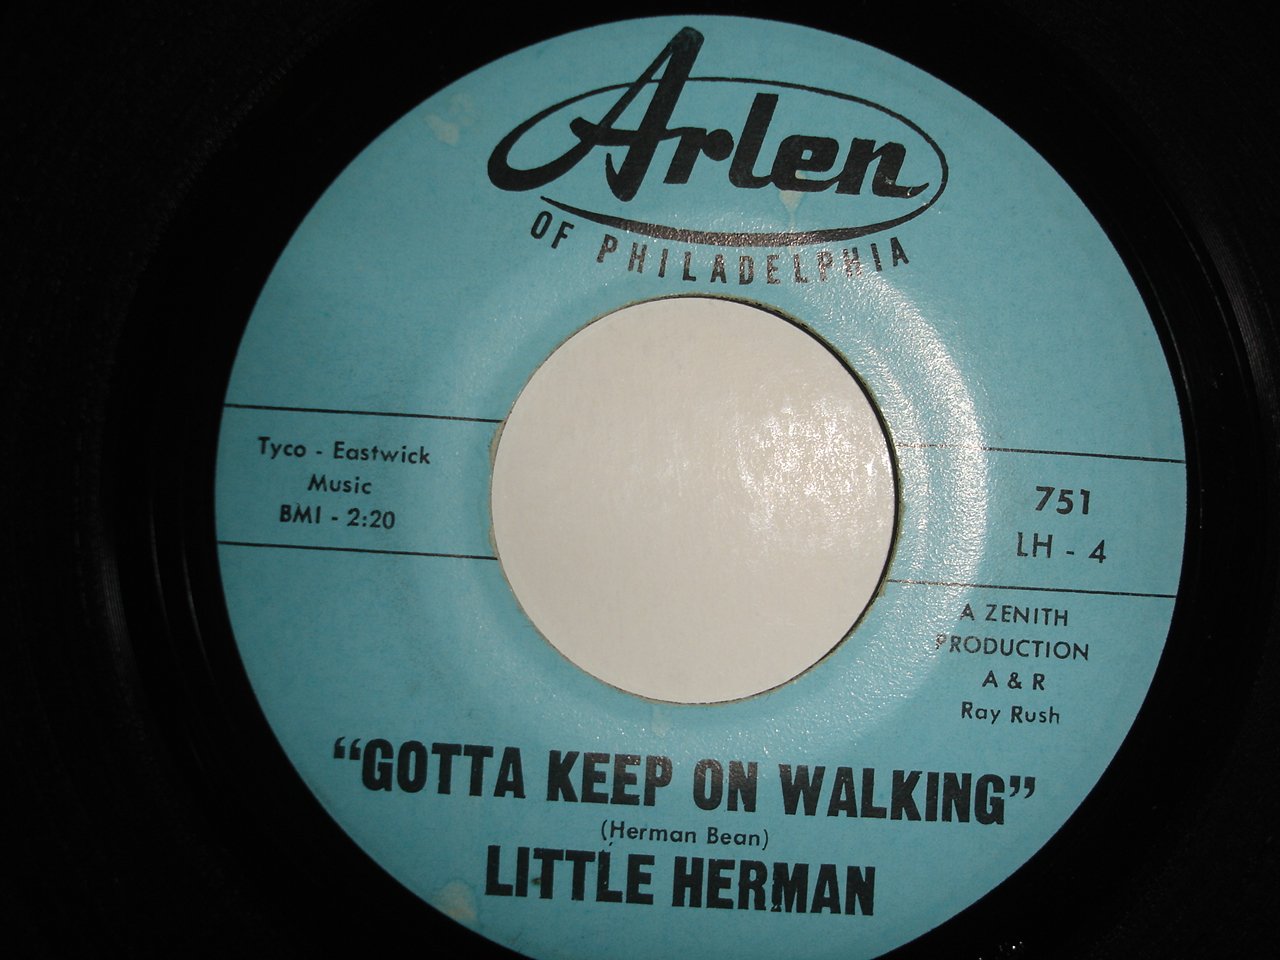 Arlen
OF PHILADELPHIA
Tyco - Eastwick
Music
BMI - 2:20
751
LH - 4
A ZENITH
PRODUCTION
A & R
Ray Rush
"GOTTA KEEP ON WALKING"
(Herman Bean)
LITTLE HERMAN